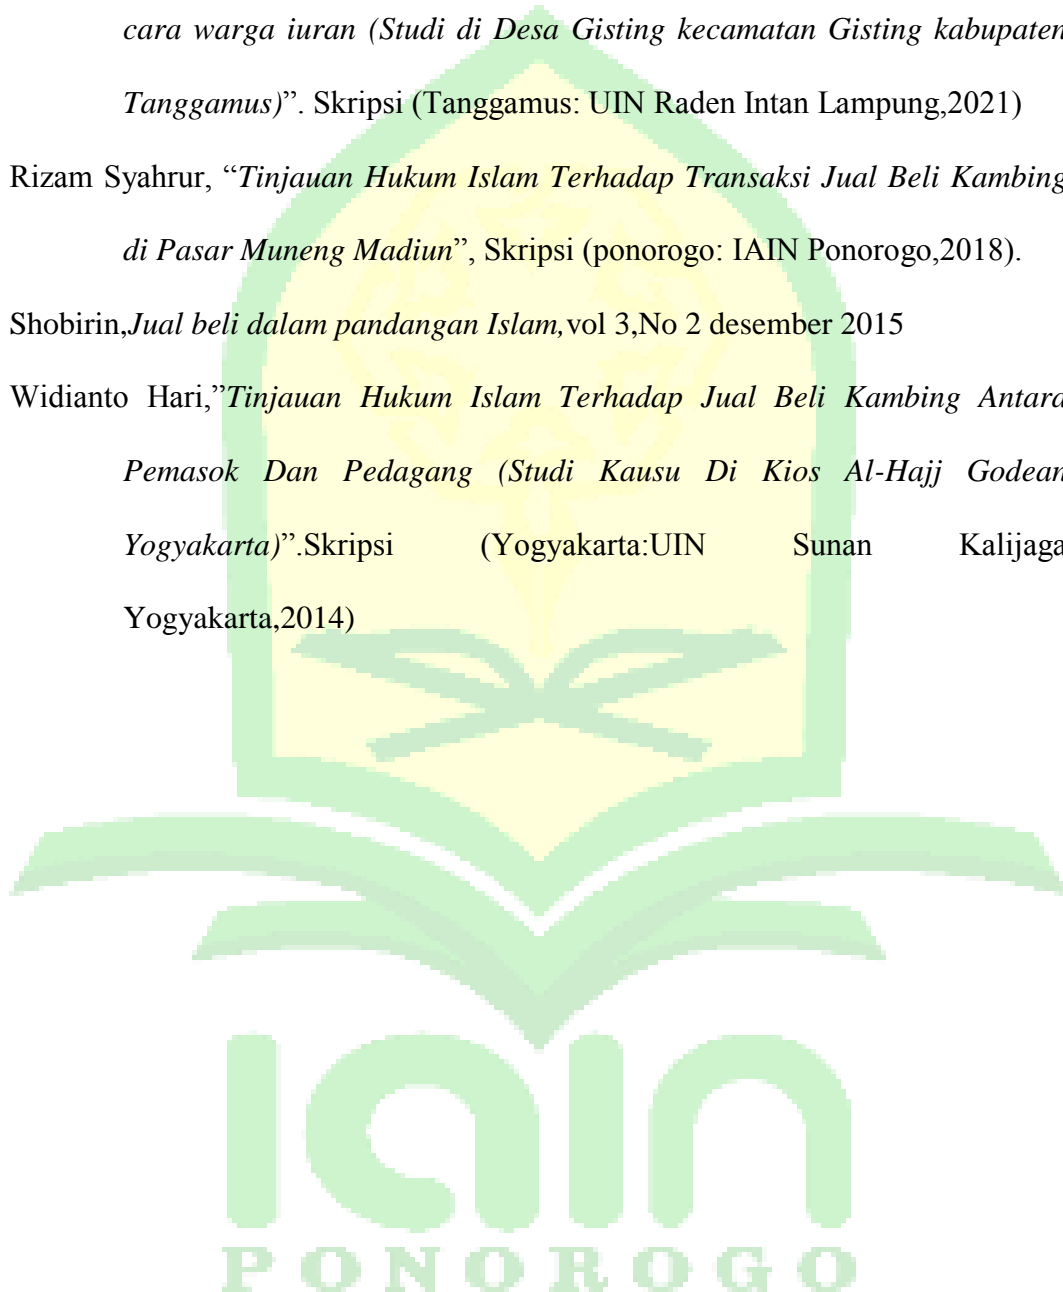 cara warga iuran (Studi di Desa Gisting kecamatan Gisting kabupaten
Tanggamus)”. Skripsi (Tanggamus: UIN Raden Intan Lampung,2021)
Rizam Syahrur, “Tinjauan Hukum Islam Terhadap Transaksi Jual Beli Kambing
di Pasar Muneng Madiun”, Skripsi (ponorogo: IAIN Ponorogo,2018).
Shobirin,Jual beli dalam pandangan Islam,vol 3,No 2 desember 2015
Widianto Hari,”Tinjauan Hukum Islam Terhadap Jual Beli Kambing Antara
Pemasok Dan Pedagang (Studi Kausu Di Kios Al-Hajj Godean
Yogyakarta)”.Skripsi (Yogyakarta:UIN Sunan Kalijaga
Yogyakarta,2014)
iain
PONOROGO